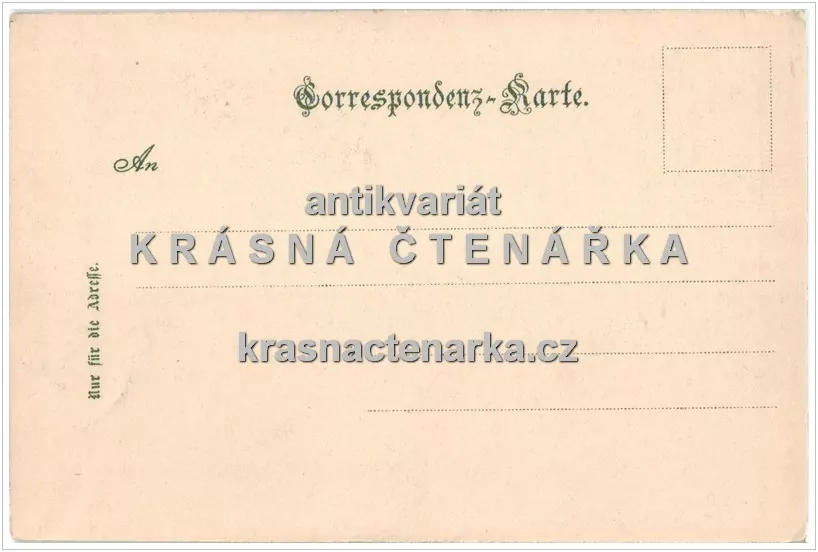 Correspondenz-Karte.
An
antikvariát
KRÁSNÁ ČTENÁŘKA
Nur für die Adresse.
krasnactenarka.cz